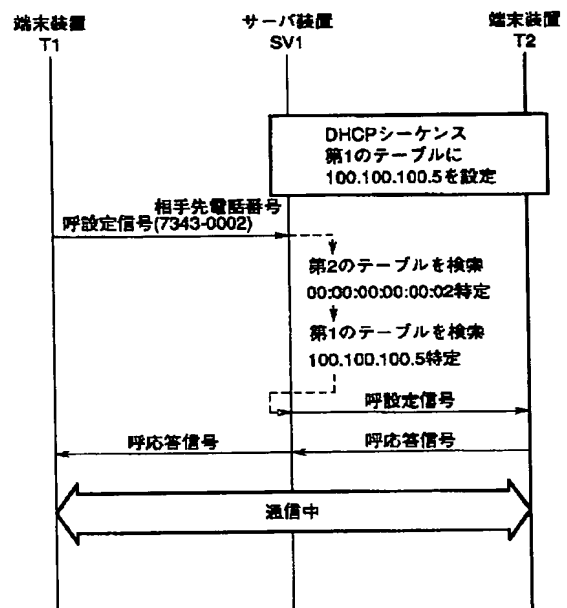 端末装置
T1
サーバ装置
SV1
端末装置
T2
DHCPシーケンス
第1のテーブルに
100.100.100.5を設定
相手先電話番号
呼設定信号(7343-0002)
第2のテーブルを検索
00:00:00:00:00:02特定
第1のテーブルを検索
100.100.100.5特定
呼設定信号
呼応答信号
呼応答信号
通信中